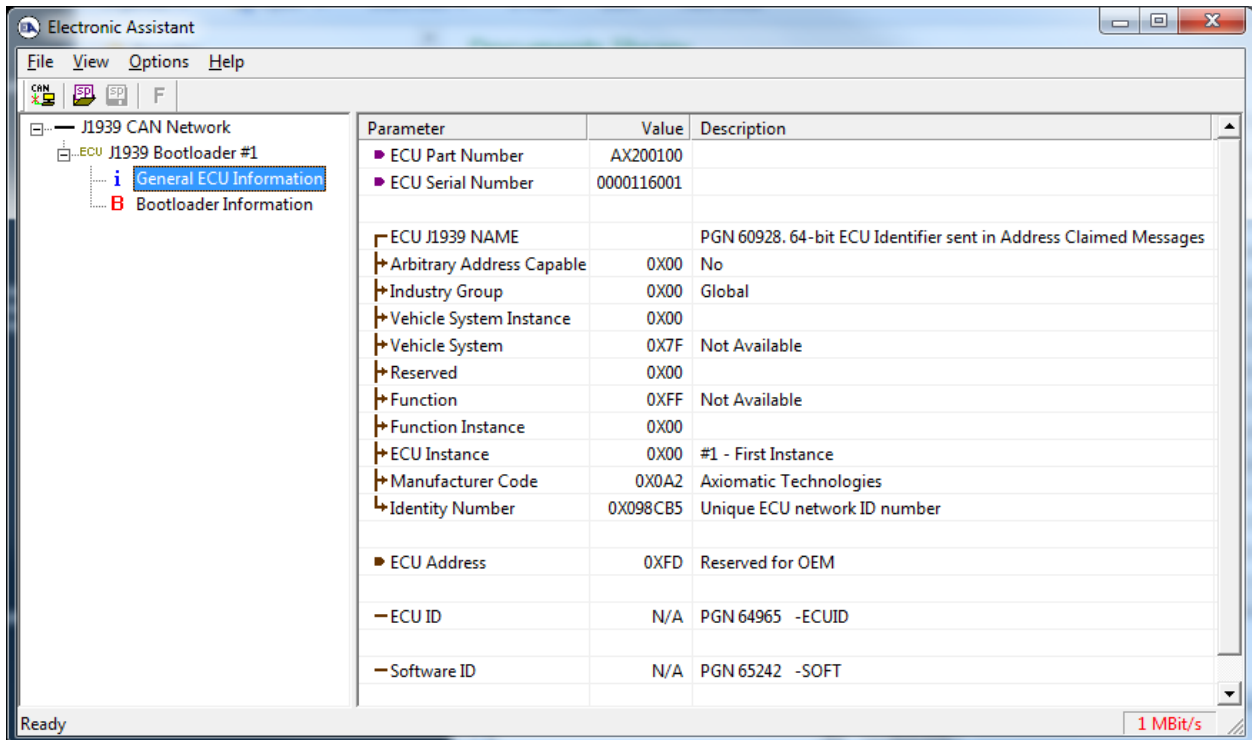 Electronic Assistant
File View Options Help
CAN SP SP F
J1939 CAN Network
ECU J1939 Bootloader #1
i General ECU Information
B Bootloader Information
Parameter Value Description
ECU Part Number AX200100
ECU Serial Number 0000116001
ECU J1939 NAME PGN 60928. 64-bit ECU Identifier sent in Address Claimed Messages
Arbitrary Address Capable 0X00 No
Industry Group 0X00 Global
Vehicle System Instance 0X00
Vehicle System 0X7F Not Available
Reserved 0X00
Function 0XFF Not Available
Function Instance 0X00
ECU Instance 0X00 #1 - First Instance
Manufacturer Code 0X0A2 Axiomatic Technologies
Identity Number 0X098CB5 Unique ECU network ID number
ECU Address 0XFD Reserved for OEM
ECU ID N/A PGN 64965 -ECUID
Software ID N/A PGN 65242 -SOFT
Ready 1 MBit/s